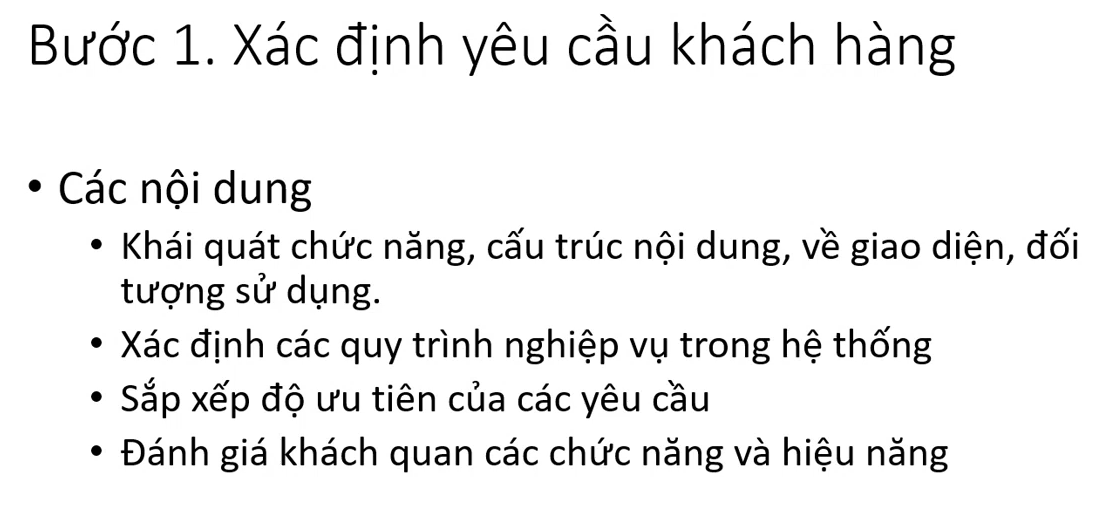 Bước 1. Xác định yêu cầu khách hàng
• Các nội dung
• Khái quát chức năng, cấu trúc nội dung, về giao diện, đối
tượng sử dụng.
• Xác định các quy trình nghiệp vụ trong hệ thống
• Sắp xếp độ ưu tiên của các yêu cầu
• Đánh giá khách quan các chức năng và hiệu năng